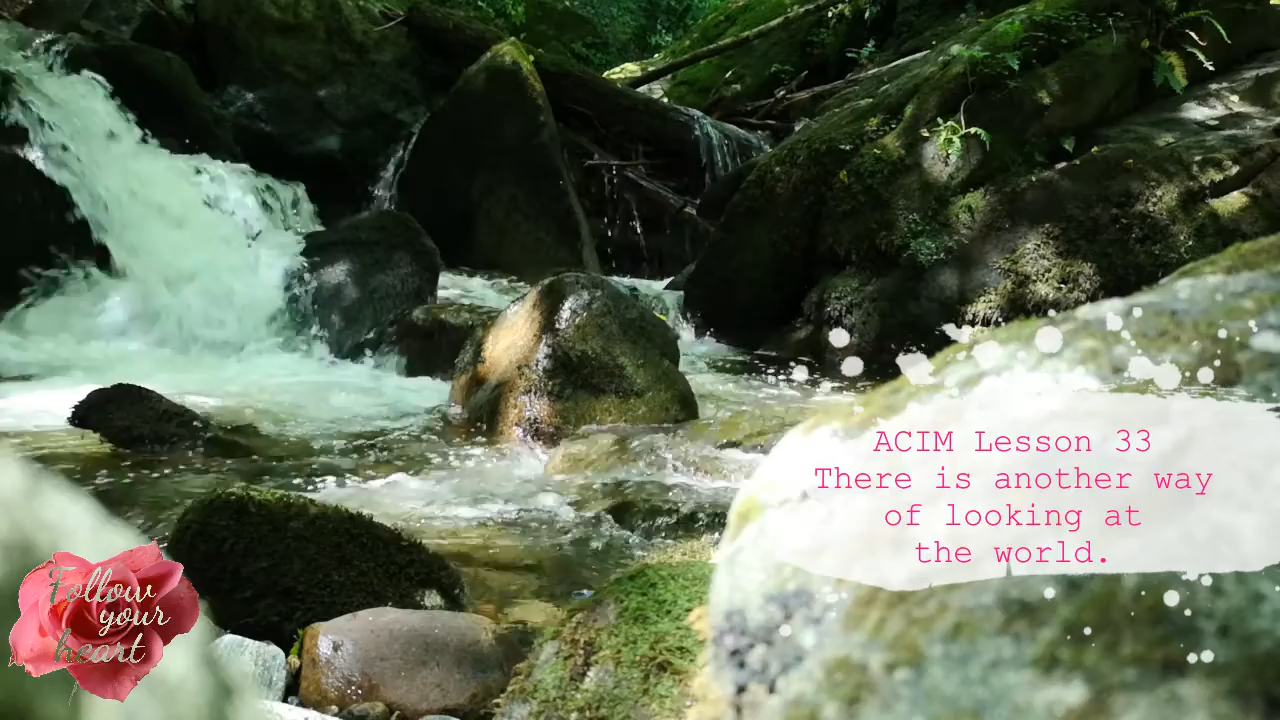 ACIM Lesson 33
There is another way
of looking at
the world.
Follow
your
heart